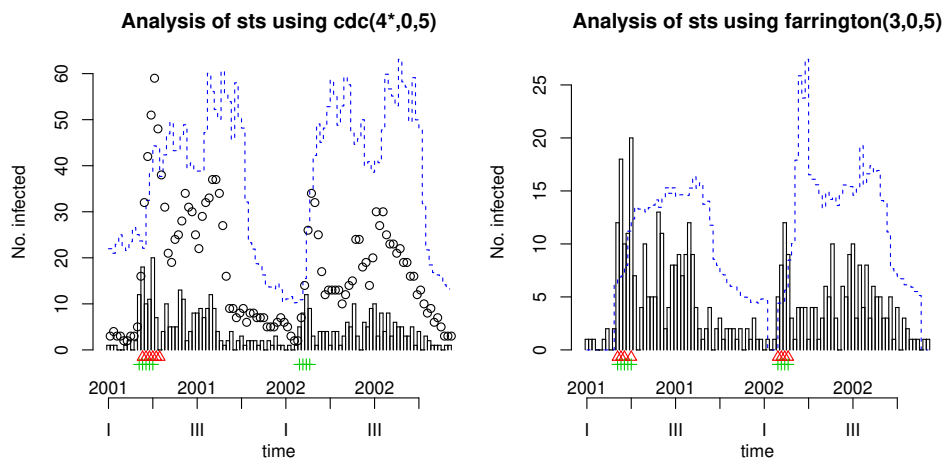 Analysis of sts using cdc(4*,0,5)
No. infected
60
50
40
30
20
10
0
2001 2001 2002 2002
I III I III
time
Analysis of sts using farrington(3,0,5)
No. infected
25
20
15
10
5
0
2001 2001 2002 2002
I III I III
time